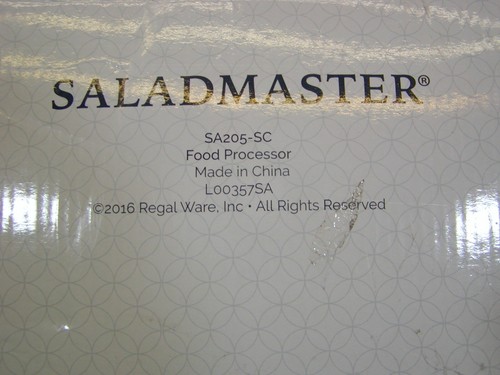 SALADMASTER®
SA205-SC
Food Processor
Made in China
L00357SA
©2016 Regal Ware, Inc • All Rights Reserved